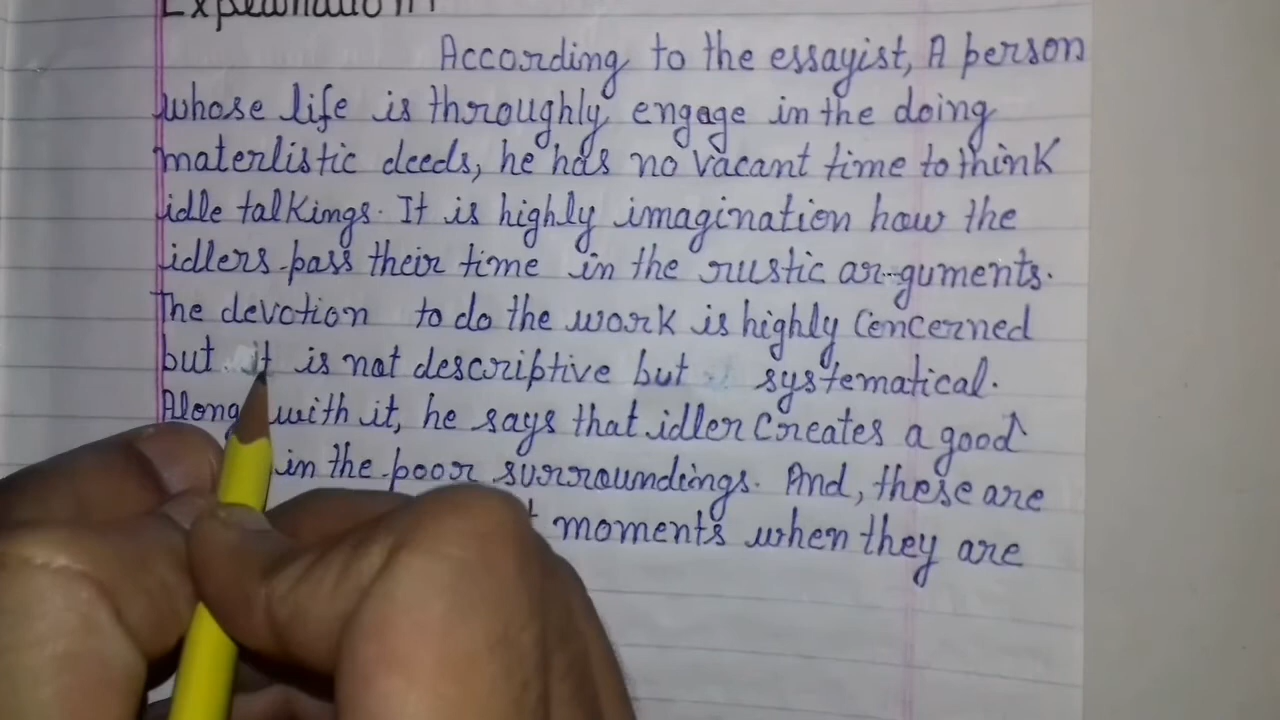 Explanation:
According to the essayist, A person
whose life is throughly engage in the doing
materlistic deeds, he has no vacant time to think
idle talkings. It is highly imagination how the
idlers pass their time in the rustic ar-guments.
The devotion to do the work is highly Concerned
but it is not descriptive but systematical.
Along with it, he says that idler Creates a good
in the poor surroundings. And, these are
moments when they are